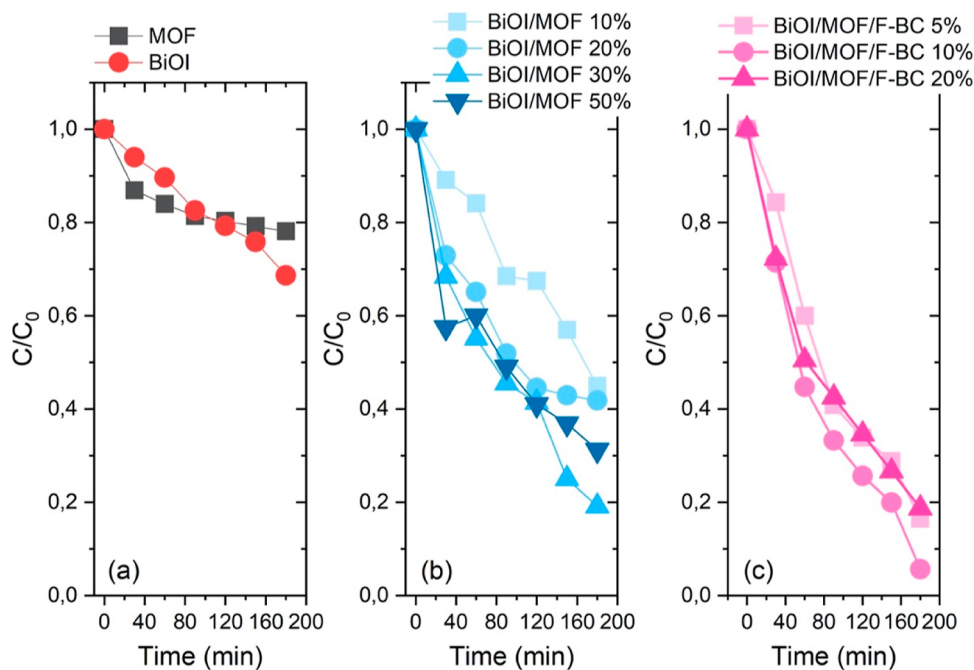 MOF
BiOI
BiOI/MOF 10%
BiOI/MOF 20%
BiOI/MOF 30%
BiOI/MOF 50%
BiOI/MOF/F-BC 5%
BiOI/MOF/F-BC 10%
BiOI/MOF/F-BC 20%
C/C0
1,0
0,8
0,6
0,4
0,2
0,0
(a)
0 40 80 120 160 200
Time (min)
C/C0
1,0
0,8
0,6
0,4
0,2
0,0
(b)
0 40 80 120 160 200
Time (min)
C/C0
1,0
0,8
0,6
0,4
0,2
0,0
(c)
0 40 80 120 160 200
Time (min)